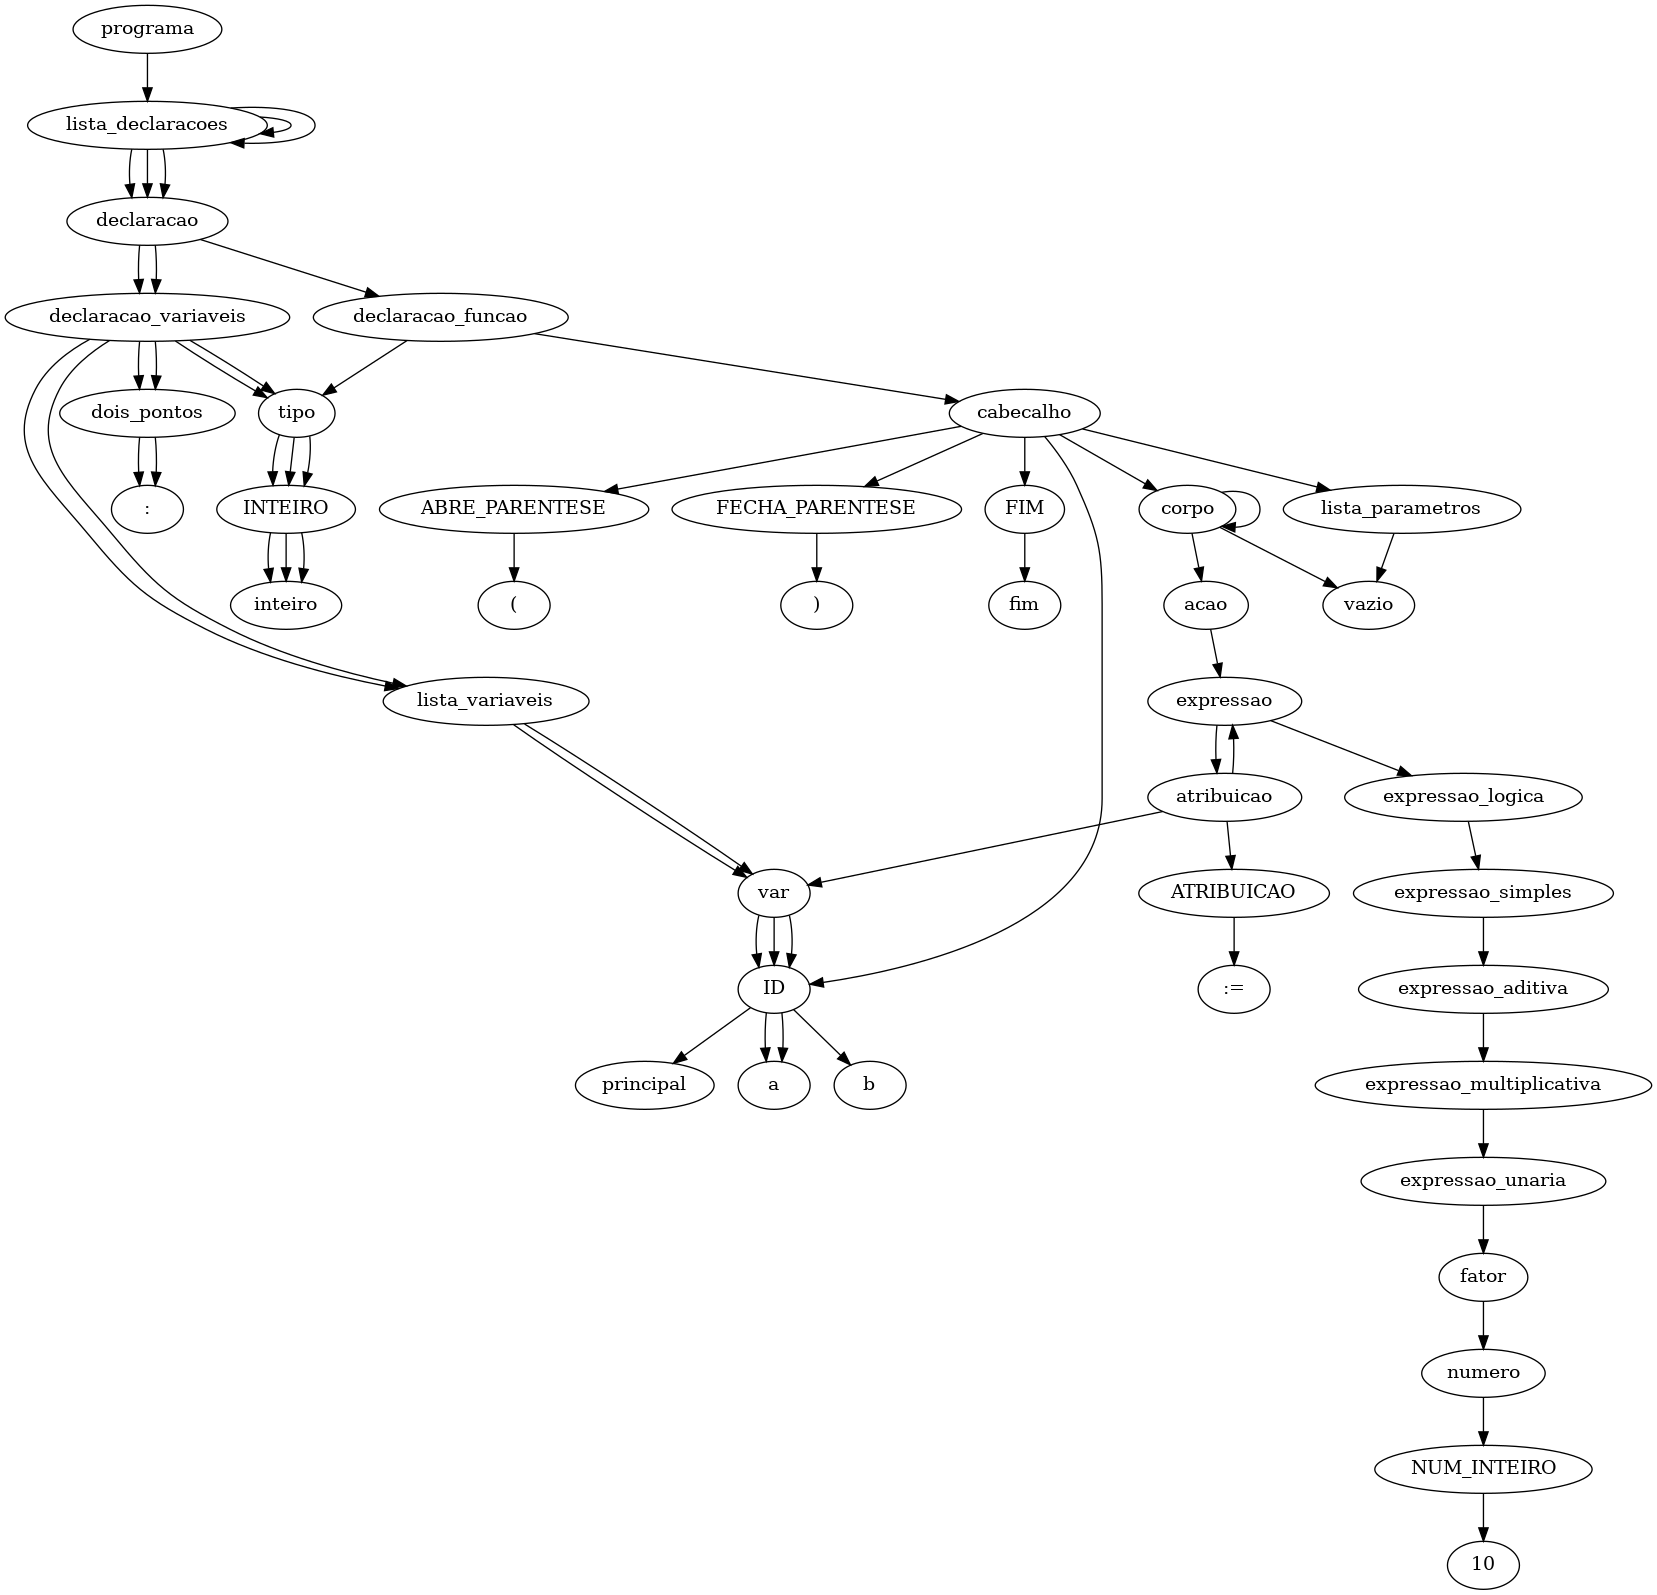 programa
lista_declaracoes
declaracao
declaracao_variaveis
declaracao_funcao
dois_pontos
tipo
cabecalho
:
INTEIRO
ABRE_PARENTESE
FECHA_PARENTESE
FIM
corpo
lista_parametros
inteiro
(
)
fim
acao
vazio
lista_variaveis
expressao
atribuicao
expressao_logica
var
ATRIBUICAO
expressao_simples
ID
:=
expressao_aditiva
principal
a
b
expressao_multiplicativa
expressao_unaria
fator
numero
NUM_INTEIRO
10